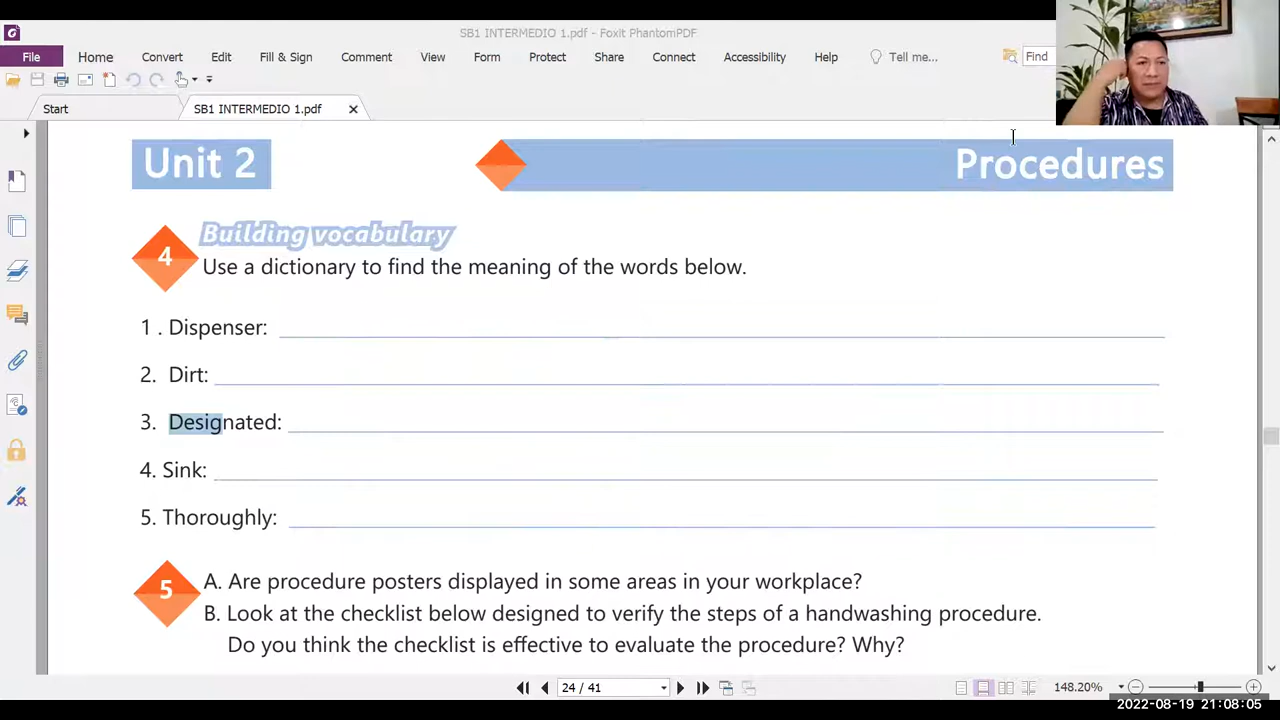 SB1 INTERMEDIO 1.pdf - Foxit PhantomPDF
File Home Convert Edit Fill & Sign Comment View Form Protect Share Connect Accessibility Help Tell me... Find
Start SB1 INTERMEDIO 1.pdf
Unit 2 Procedures
4 Building vocabulary
Use a dictionary to find the meaning of the words below.
1 . Dispenser:
2. Dirt:
3. Designated:
4. Sink:
5. Thoroughly:
5 A. Are procedure posters displayed in some areas in your workplace?
B. Look at the checklist below designed to verify the steps of a handwashing procedure.
Do you think the checklist is effective to evaluate the procedure? Why?
24 / 41 148.20%
2022-08-19 21:08:05